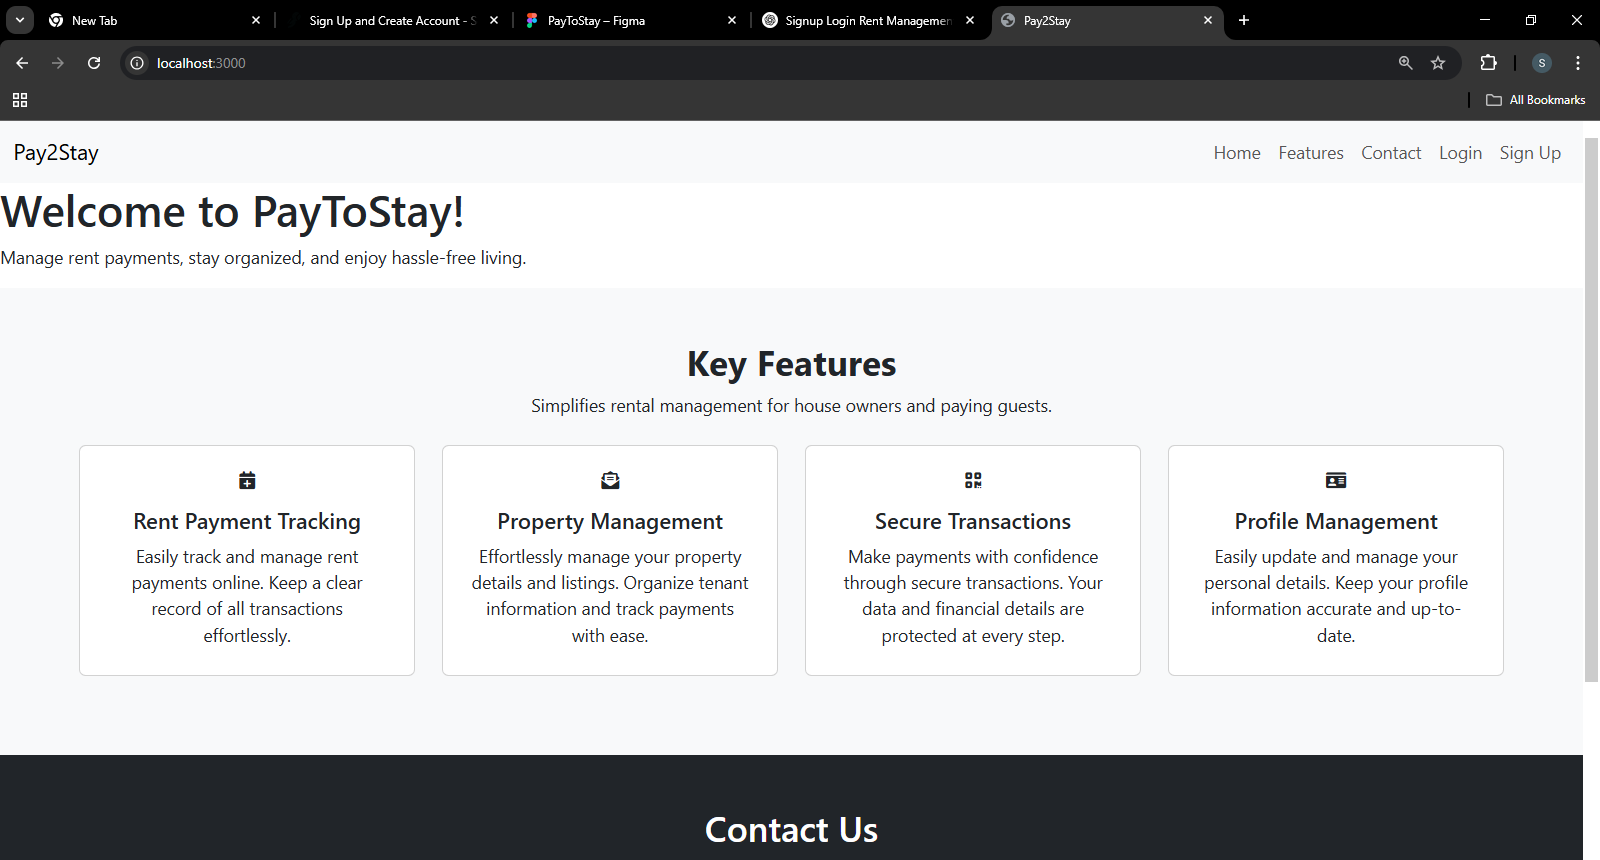 New Tab
Sign Up and Create Account - S
PayToStay – Figma
Signup Login Rent Managemen
Pay2Stay
localhost:3000
S
All Bookmarks
Pay2Stay
Home Features Contact Login Sign Up
Welcome to PayToStay!
Manage rent payments, stay organized, and enjoy hassle-free living.
Key Features
Simplifies rental management for house owners and paying guests.
Rent Payment Tracking
Easily track and manage rent
payments online. Keep a clear
record of all transactions
effortlessly.
Property Management
Effortlessly manage your property
details and listings. Organize tenant
information and track payments
with ease.
Secure Transactions
Make payments with confidence
through secure transactions. Your
data and financial details are
protected at every step.
Profile Management
Easily update and manage your
personal details. Keep your profile
information accurate and up-to-
date.
Contact Us